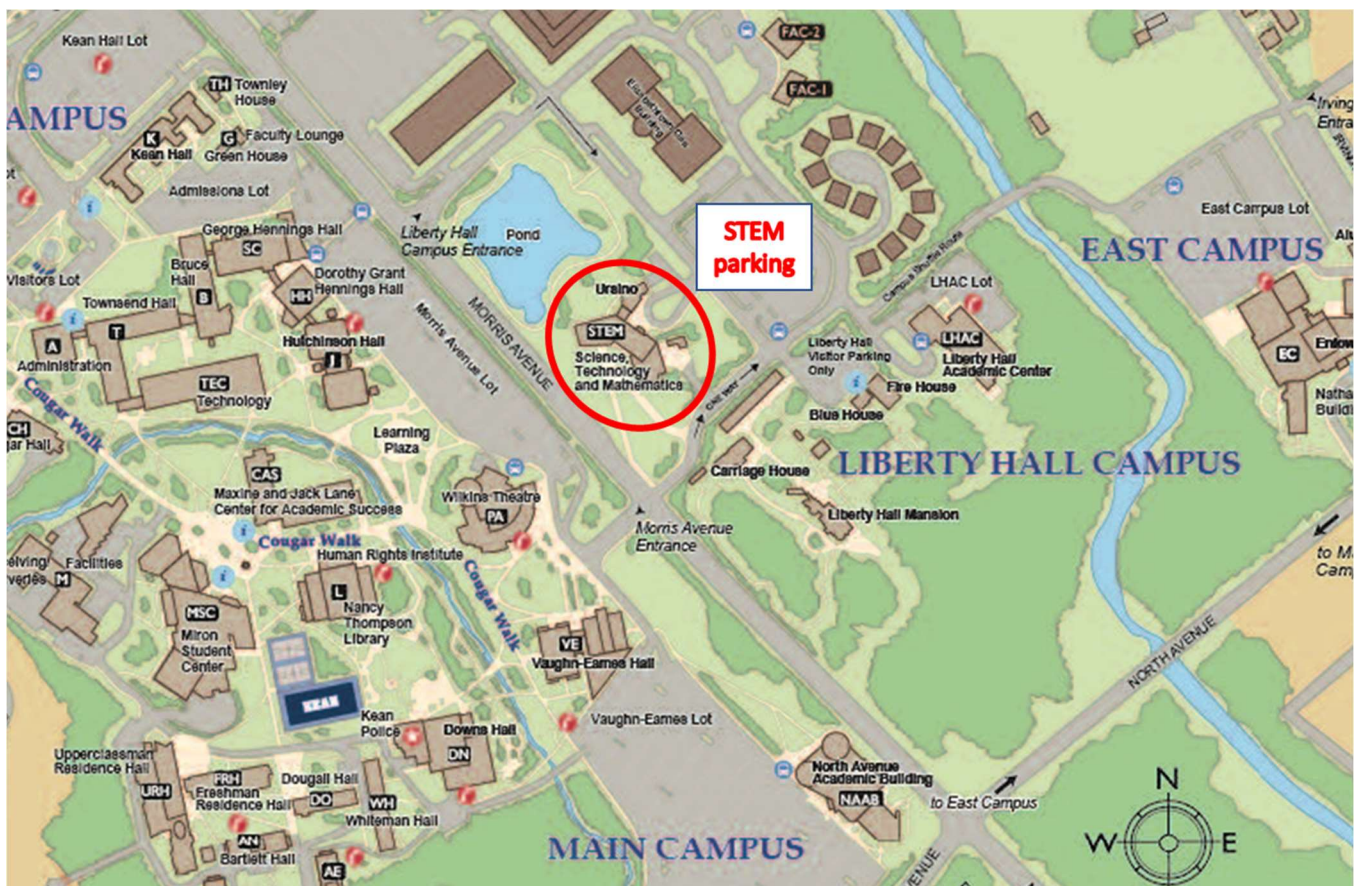 Kean Hall Lot
AMPUS
TH Townley
House
K
Kean Hall
G Faculty Lounge
Green House
Admissions Lot
George Hennings Hall
SC
Liberty Hall
Campus Entrance
Pond
FAC-2
FAC-1
STEM
parking
Irving
Entra
East Campus Lot
EAST CAMPUS
Visitors Lot
Bruce
Hall
B
Dorothy Grant
Hennings Hall
HH
Townsend Hall
T
A
Administration
TEC
Technology
Hutchinson Hall
J
MORRIS AVENUE
Morris Avenue Lot
Ursino
STEM
Science,
Technology
and Mathematics
Campus Shuttle Route
LHAC Lot
LHAC
Liberty Hall
Academic Center
Liberty Hall
Visitor Parking
Only
Fire House
Blue House
EC
Natha
Buildi
Cougar Walk
CH
gar Hall
Learning
Plaza
CAS
Maxine and Jack Lane
Center for Academic Success
Wilkins Theatre
PA
Carriage House
LIBERTY HALL CAMPUS
Liberty Hall Mansion
Morris Avenue
Entrance
Cougar Walk
Human Rights Institute
L
Nancy
Thompson
Library
Cougar Walk
Facilities
M
MSC
Miron
Student
Center
VE
Vaughn-Eames Hall
to M
Cam
NORTH AVENUE
KEAN
Kean
Police
Downs Hall
DN
Vaughn-Eames Lot
Upperclassman
Residence Hall
URH
FRH
Freshman
Residence Hall
Dougall Hall
DO
WH
Whiteman Hall
AN
Bartlett Hall
AE
North Avenue
Academic Building
NAAB
to East Campus
MAIN CAMPUS
N
W
E